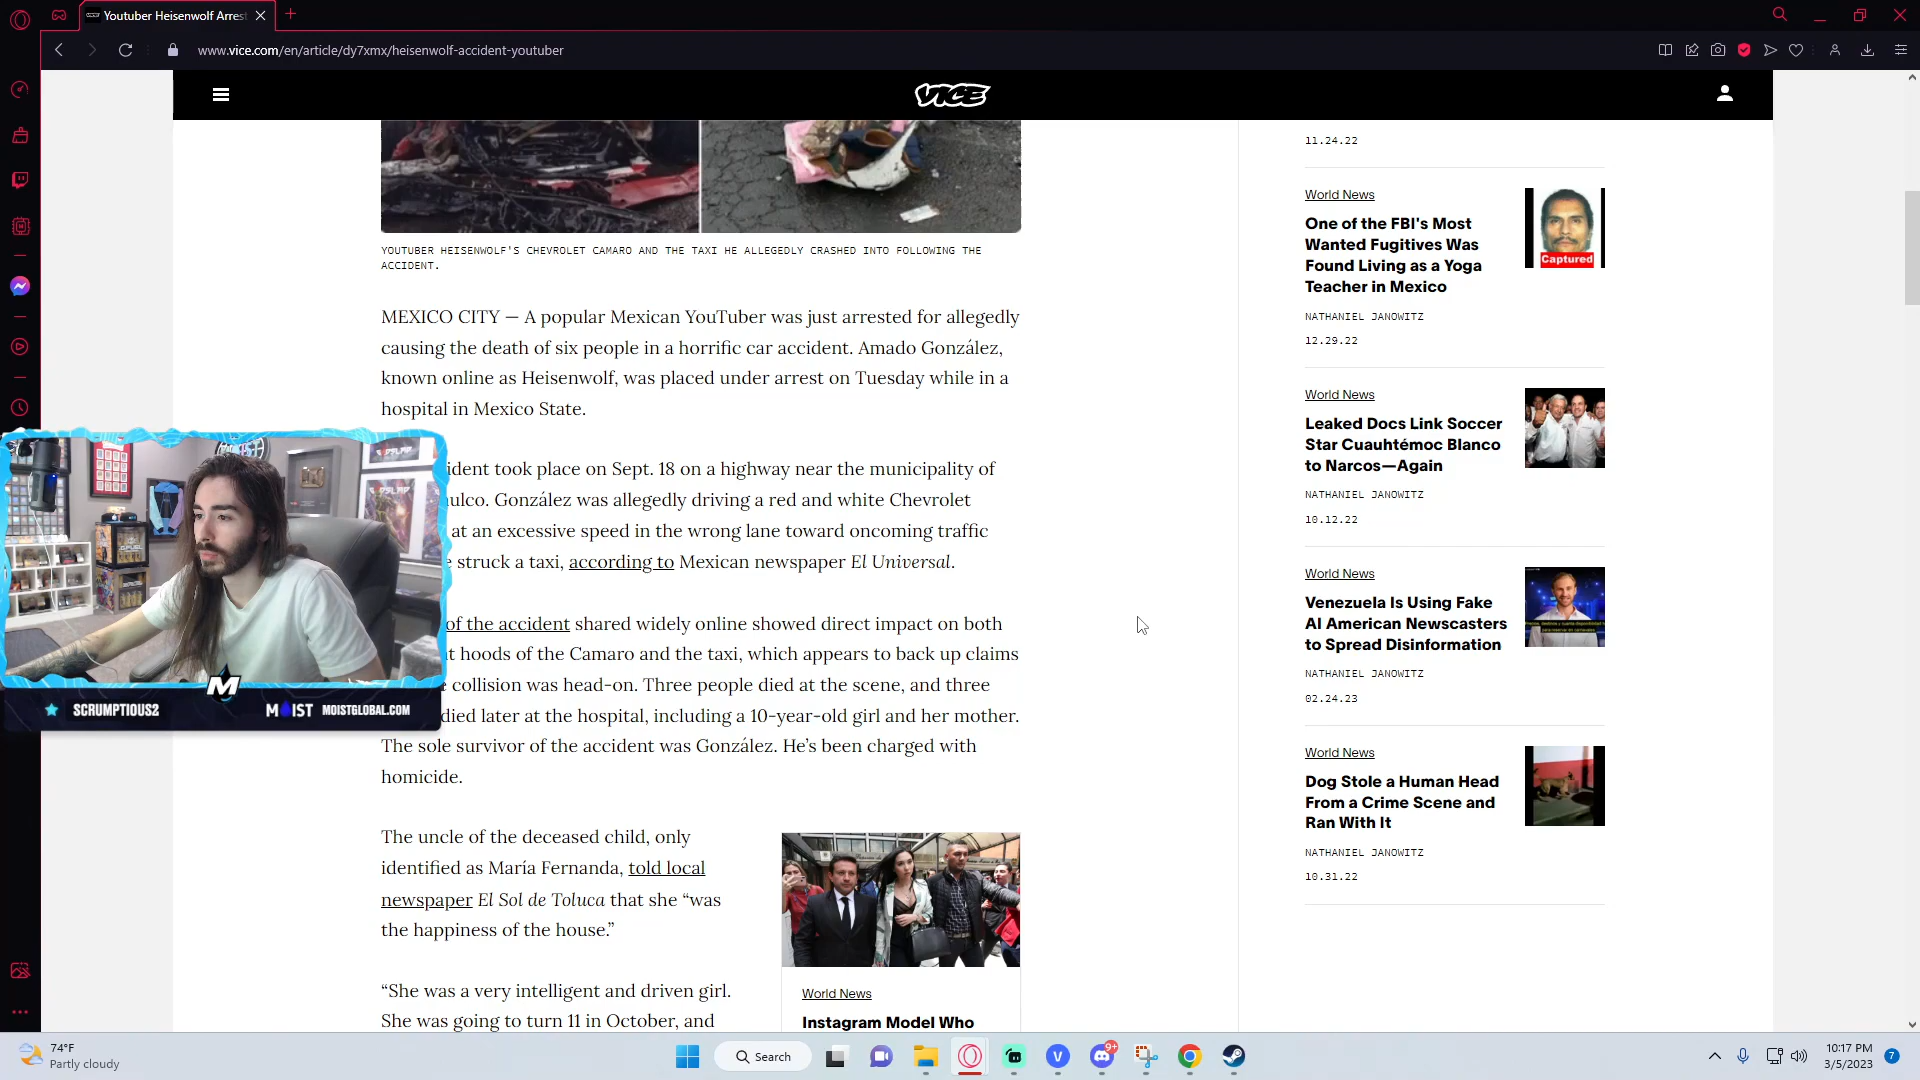 Youtuber Heisenwolf Arrest
www.vice.com/en/article/dy7xmx/heisenwolf-accident-youtuber
VICE
YOUTUBER HEISENWOLF'S CHEVROLET CAMARO AND THE TAXI HE ALLEGEDLY CRASHED INTO FOLLOWING THE
ACCIDENT.
MEXICO CITY — A popular Mexican YouTuber was just arrested for allegedly
causing the death of six people in a horrific car accident. Amado González,
known online as Heisenwolf, was placed under arrest on Tuesday while in a
hospital in Mexico State.
ident took place on Sept. 18 on a highway near the municipality of
ulco. González was allegedly driving a red and white Chevrolet
at an excessive speed in the wrong lane toward oncoming traffic
e struck a taxi, according to Mexican newspaper El Universal.
of the accident shared widely online showed direct impact on both
t hoods of the Camaro and the taxi, which appears to back up claims
e collision was head-on. Three people died at the scene, and three
died later at the hospital, including a 10-year-old girl and her mother.
The sole survivor of the accident was González. He's been charged with
homicide.
The uncle of the deceased child, only
identified as María Fernanda, told local
newspaper El Sol de Toluca that she “was
the happiness of the house.”
“She was a very intelligent and driven girl.
She was going to turn 11 in October, and
World News
Instagram Model Who
11.24.22
World News
One of the FBI's Most
Wanted Fugitives Was
Found Living as a Yoga
Teacher in Mexico
Captured
NATHANIEL JANOWITZ
12.29.22
World News
Leaked Docs Link Soccer
Star Cuauhtémoc Blanco
to Narcos—Again
NATHANIEL JANOWITZ
10.12.22
World News
Venezuela Is Using Fake
AI American Newscasters
to Spread Disinformation
NATHANIEL JANOWITZ
02.24.23
World News
Dog Stole a Human Head
From a Crime Scene and
Ran With It
NATHANIEL JANOWITZ
10.31.22
M
SCRUMPTIOUS2
MOIST MOISTGLOBAL.COM
74°F
Partly cloudy
Search
9+
10:17 PM
3/5/2023
7